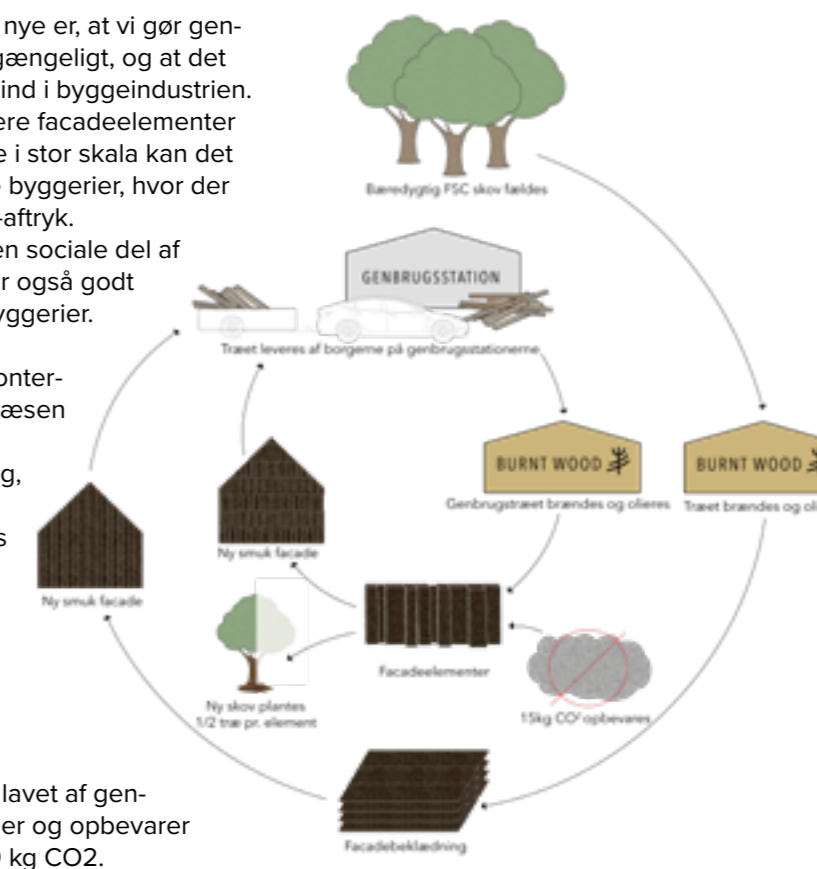 nye er, at vi gør gen-
gængeligt, og at det
ind i byggeindustrien.
ere facadeelementer
e i stor skala kan det
byggerier, hvor der
-aftryk.
en sociale del af
r også godt
yggerier.
onter-
æsen
g,
s
lavet af gen-
er og opbevarer
kg CO2.
Bæredygtig FSC skov fældes
GENBRUGSSTATION
Træet leveres af borgerne på genbrugsstationerne
BURNT WOOD
Genbrugstræet brændes og olieres
BURNT WOOD
Træet brændes og oli
Ny smuk facade
Ny smuk facade
Facadeelementer
Ny skov plantes
1/2 træ pr. element
15kg CO² opbevares
Facadebeklædning